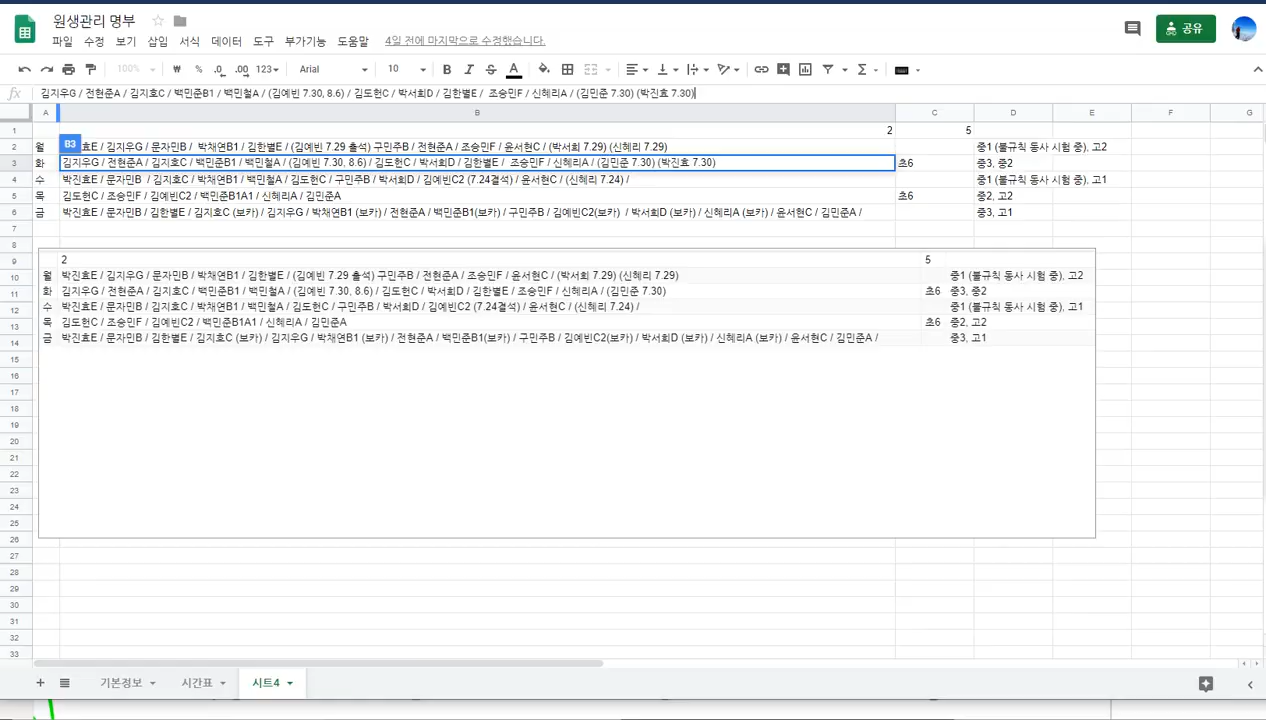 원생관리 명부
파일 수정 보기 삽입 서식 데이터 도구 부가기능 도움말 4일 전에 마지막으로 수정했습니다.
공유
100% ₩ % .0 .00 123 Arial 10 B I S A
fx 김지우G / 전현준A / 김지호C / 백민준B1 / 백민철A / (김예빈 7.30, 8.6) / 김도헌C / 박서희D / 김한별E / 조승민F / 신혜리A / (김민준 7.30) (박진효 7.30)
A B C D E F G
1 2 5
2 월 효E / 김지우G / 문자민B / 박채연B1 / 김한별E / (김예빈 7.29 출석) 구민주B / 전현준A / 조승민F / 윤서현C / (박서희 7.29) (신혜리 7.29) 중1 (불규칙 동사 시험 중), 고2
B3
3 화 김지우G / 전현준A / 김지호C / 백민준B1 / 백민철A / (김예빈 7.30, 8.6) / 김도헌C / 박서희D / 김한별E / 조승민F / 신혜리A / (김민준 7.30) (박진효 7.30) 초6 중3, 중2
4 수 박진효E / 문자민B / 김지호C / 박채연B1 / 백민철A / 김도헌C / 구민주B / 박서희D / 김예빈C2 (7.24결석) / 윤서현C / (신혜리 7.24) / 중1 (불규칙 동사 시험 중), 고1
5 목 김도헌C / 조승민F / 김예빈C2 / 백민준B1A1 / 신혜리A / 김민준A 초6 중2, 고2
6 금 박진효E / 문자민B / 김한별E / 김지호C (보카) / 김지우G / 박채연B1 (보카) / 전현준A / 백민준B1(보카) / 구민주B / 김예빈C2(보카) / 박서희D (보카) / 신혜리A (보카) / 윤서현C / 김민준A / 중3, 고1
7
8
9 2 5
10 월 박진효E / 김지우G / 문자민B / 박채연B1 / 김한별E / (김예빈 7.29 출석) 구민주B / 전현준A / 조승민F / 윤서현C / (박서희 7.29) (신혜리 7.29) 중1 (불규칙 동사 시험 중), 고2
11 화 김지우G / 전현준A / 김지호C / 백민준B1 / 백민철A / (김예빈 7.30, 8.6) / 김도헌C / 박서희D / 김한별E / 조승민F / 신혜리A / (김민준 7.30) 초6 중3, 중2
12 수 박진효E / 문자민B / 김지호C / 박채연B1 / 백민철A / 김도헌C / 구민주B / 박서희D / 김예빈C2 (7.24결석) / 윤서현C / (신혜리 7.24) / 중1 (불규칙 동사 시험 중), 고1
13 목 김도헌C / 조승민F / 김예빈C2 / 백민준B1A1 / 신혜리A / 김민준A 초6 중2, 고2
14 금 박진효E / 문자민B / 김한별E / 김지호C (보카) / 김지우G / 박채연B1 (보카) / 전현준A / 백민준B1(보카) / 구민주B / 김예빈C2(보카) / 박서희D (보카) / 신혜리A (보카) / 윤서현C / 김민준A / 중3, 고1
15
16
17
18
19
20
21
22
23
24
25
26
27
28
29
30
31
32
33
기본정보 시간표 시트4